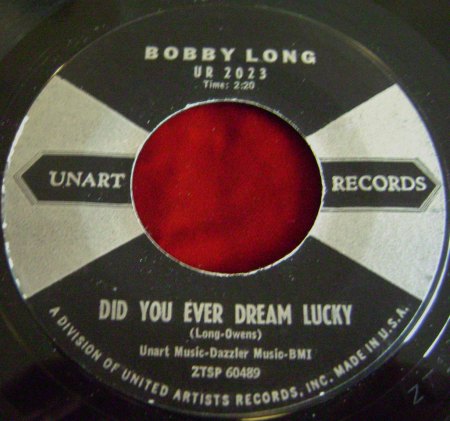 BOBBY LONG
UR 2023
Time: 2:20
UNART RECORDS
DID YOU EVER DREAM LUCKY
(Long-Owens)
Unart Music-Dazzler Music-BMI
ZTSP 60489
A DIVISION OF UNITED ARTISTS RECORDS, INC. MADE IN U.S.A.